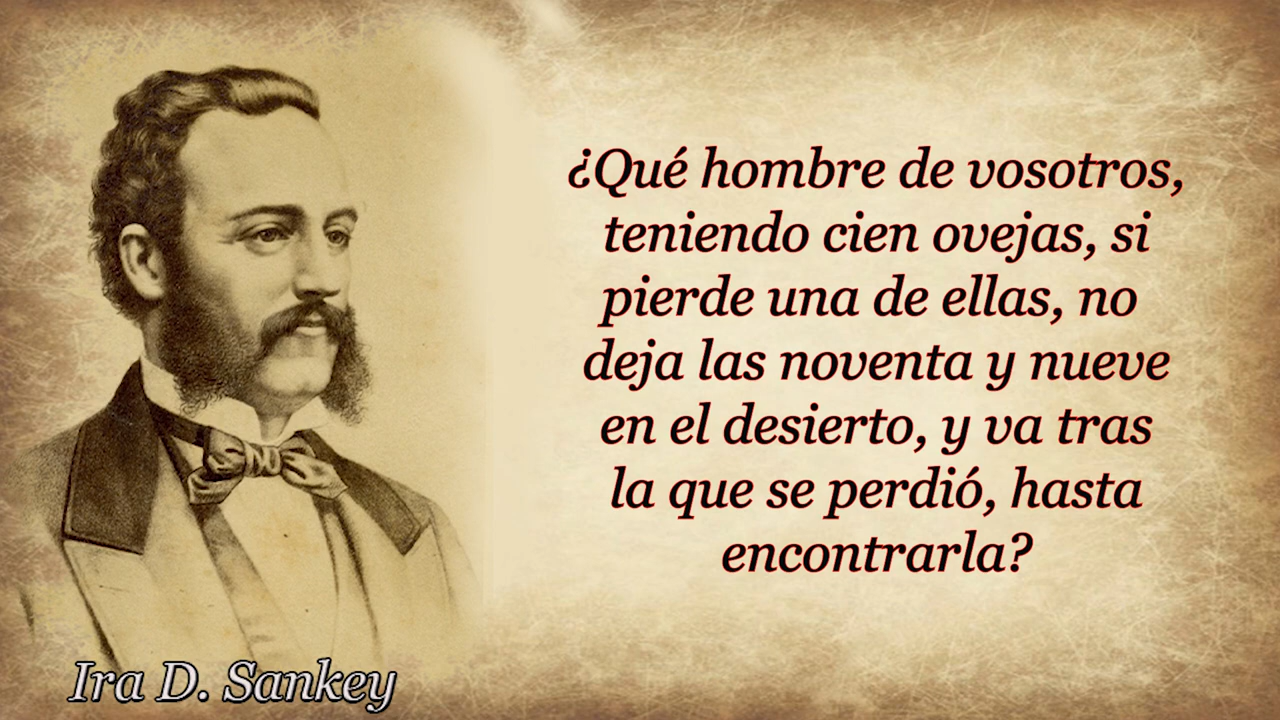 ¿Qué hombre de vosotros,
teniendo cien ovejas, si
pierde una de ellas, no
deja las noventa y nueve
en el desierto, y va tras
la que se perdió, hasta
encontrarla?
Ira D. Sankey